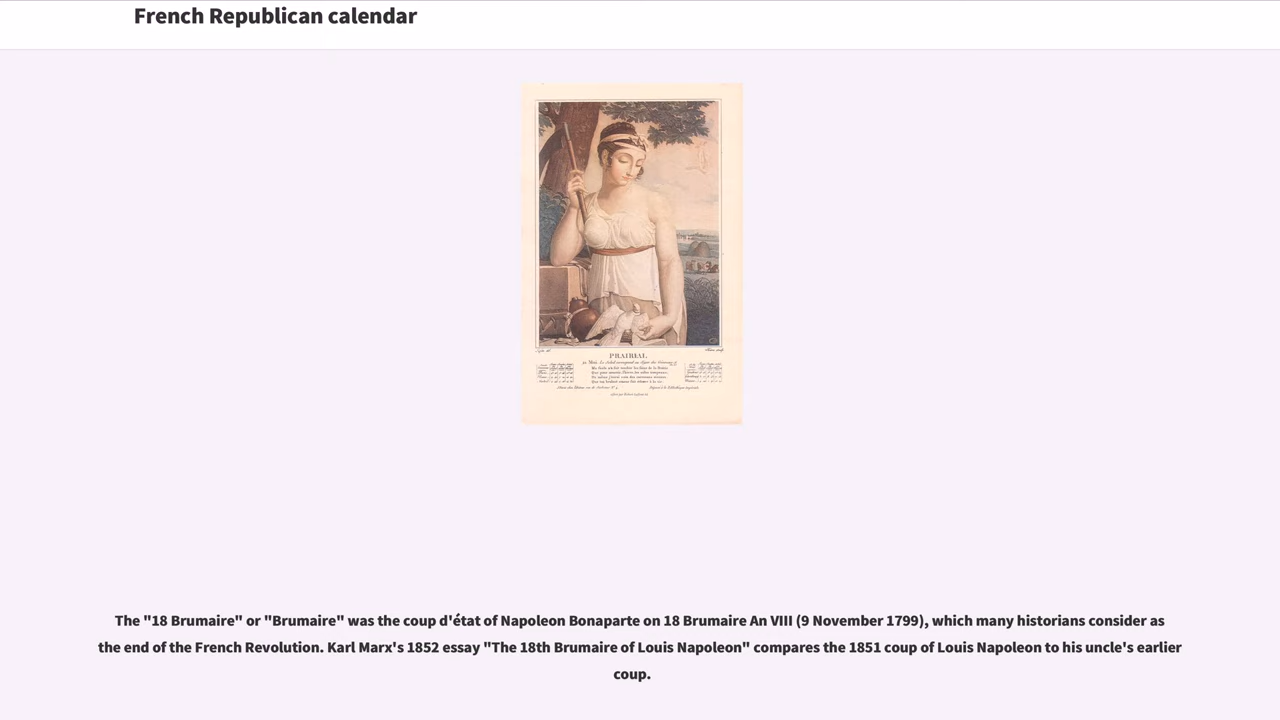 French Republican calendar
PRAIRIAL
The "18 Brumaire" or "Brumaire" was the coup d'état of Napoleon Bonaparte on 18 Brumaire An VIII (9 November 1799), which many historians consider as
the end of the French Revolution. Karl Marx's 1852 essay "The 18th Brumaire of Louis Napoleon" compares the 1851 coup of Louis Napoleon to his uncle's earlier
coup.